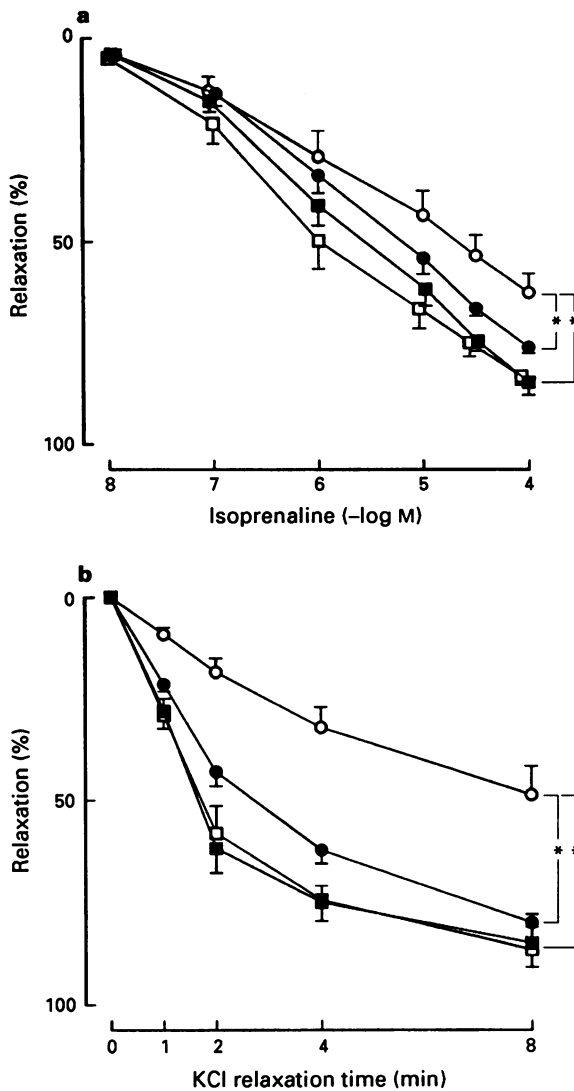 a
0
50
100
Relaxation (%)
* *
8 7 6 5 4
Isoprenaline (–log M)
b
0
50
100
Relaxation (%)
* *
0 1 2 4 8
KCl relaxation time (min)